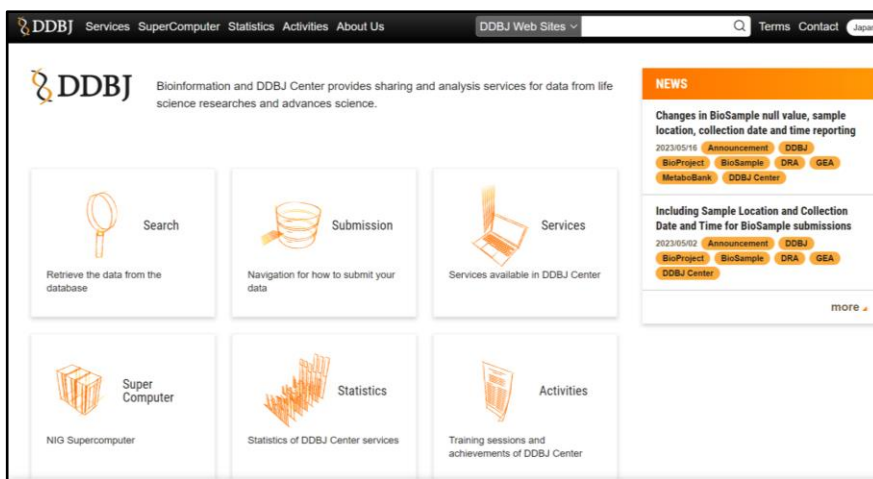 DDBJ Services SuperComputer Statistics Activities About Us DDBJ Web Sites Terms Contact
DDBJ
Bioinformation and DDBJ Center provides sharing and analysis services for data from life
science researches and advances science.
Search
Retrieve the data from the
database
Submission
Navigation for how to submit your
data
Services
Services available in DDBJ Center
Super
Computer
NIG Supercomputer
Statistics
Statistics of DDBJ Center services
Activities
Training sessions and
achievements of DDBJ Center
NEWS
Changes in BioSample null value, sample
location, collection date and time reporting
2023/05/16 Announcement DDBJ
BioProject BioSample DRA GEA
MetaboBank DDBJ Center
Including Sample Location and Collection
Date and Time for BioSample submissions
2023/05/02 Announcement DDBJ
BioProject BioSample DRA GEA
DDBJ Center
more